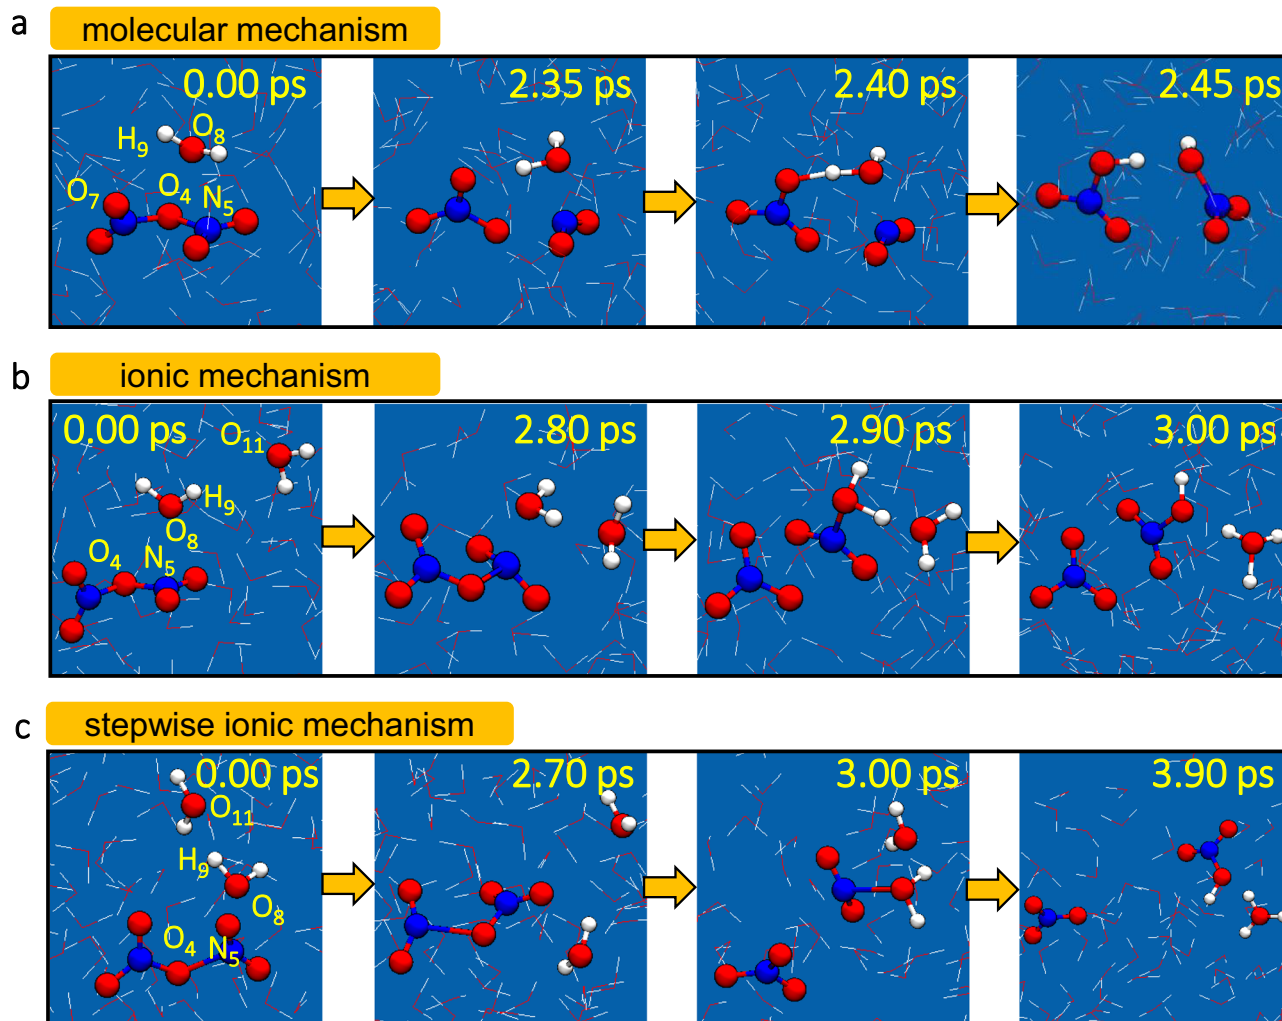 a molecular mechanism
0.00 ps 2.35 ps 2.40 ps 2.45 ps
O₈
H₉
O₇ O₄ N₅
b ionic mechanism
0.00 ps O₁₁ 2.80 ps 2.90 ps 3.00 ps
H₉
O₈
O₄ N₅
c stepwise ionic mechanism
0.00 ps 2.70 ps 3.00 ps 3.90 ps
O₁₁
H₉
O₈
O₄ N₅